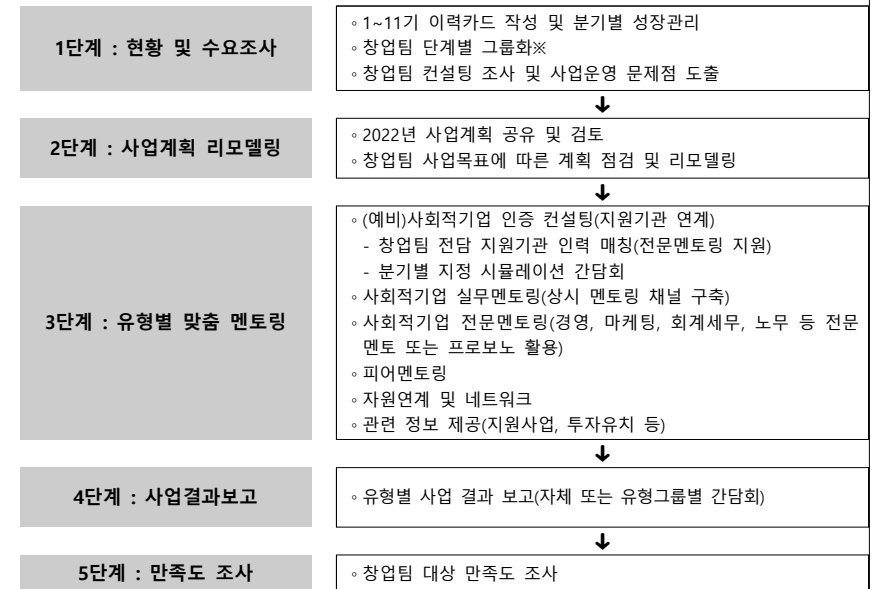 1단계 : 현황 및 수요조사
◦1~11기 이력카드 작성 및 분기별 성장관리
◦창업팀 단계별 그룹화※
◦창업팀 컨설팅 조사 및 사업운영 문제점 도출
↓
2단계 : 사업계획 리모델링
◦2022년 사업계획 공유 및 검토
◦창업팀 사업목표에 따른 계획 점검 및 리모델링
↓
3단계 : 유형별 맞춤 멘토링
◦(예비)사회적기업 인증 컨설팅(지원기관 연계)
- 창업팀 전담 지원기관 인력 매칭(전문멘토링 지원)
- 분기별 지정 시뮬레이션 간담회
◦사회적기업 실무멘토링(상시 멘토링 채널 구축)
◦사회적기업 전문멘토링(경영, 마케팅, 회계세무, 노무 등 전문
멘토 또는 프로보노 활용)
◦피어멘토링
◦자원연계 및 네트워크
◦관련 정보 제공(지원사업, 투자유치 등)
↓
4단계 : 사업결과보고
◦유형별 사업 결과 보고(자체 또는 유형그룹별 간담회)
↓
5단계 : 만족도 조사
◦창업팀 대상 만족도 조사